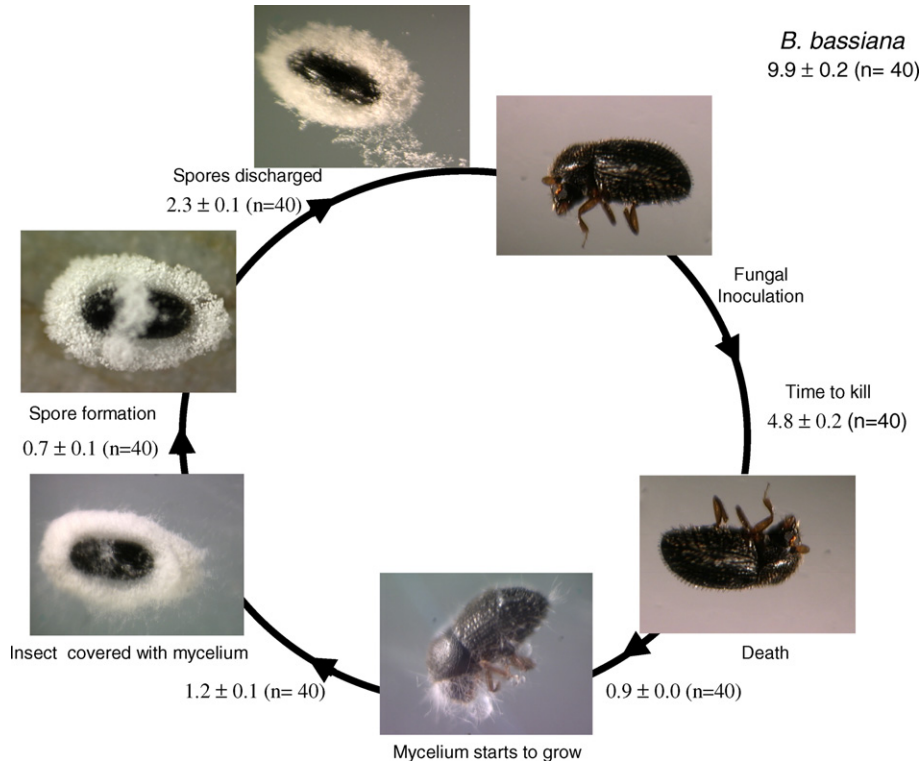 B. bassiana
9.9 ± 0.2 (n= 40)
Spores discharged
2.3 ± 0.1 (n=40)
Fungal
Inoculation
Time to kill
4.8 ± 0.2 (n=40)
Spore formation
0.7 ± 0.1 (n=40)
Insect covered with mycelium
Death
1.2 ± 0.1 (n= 40)
0.9 ± 0.0 (n=40)
Mycelium starts to grow